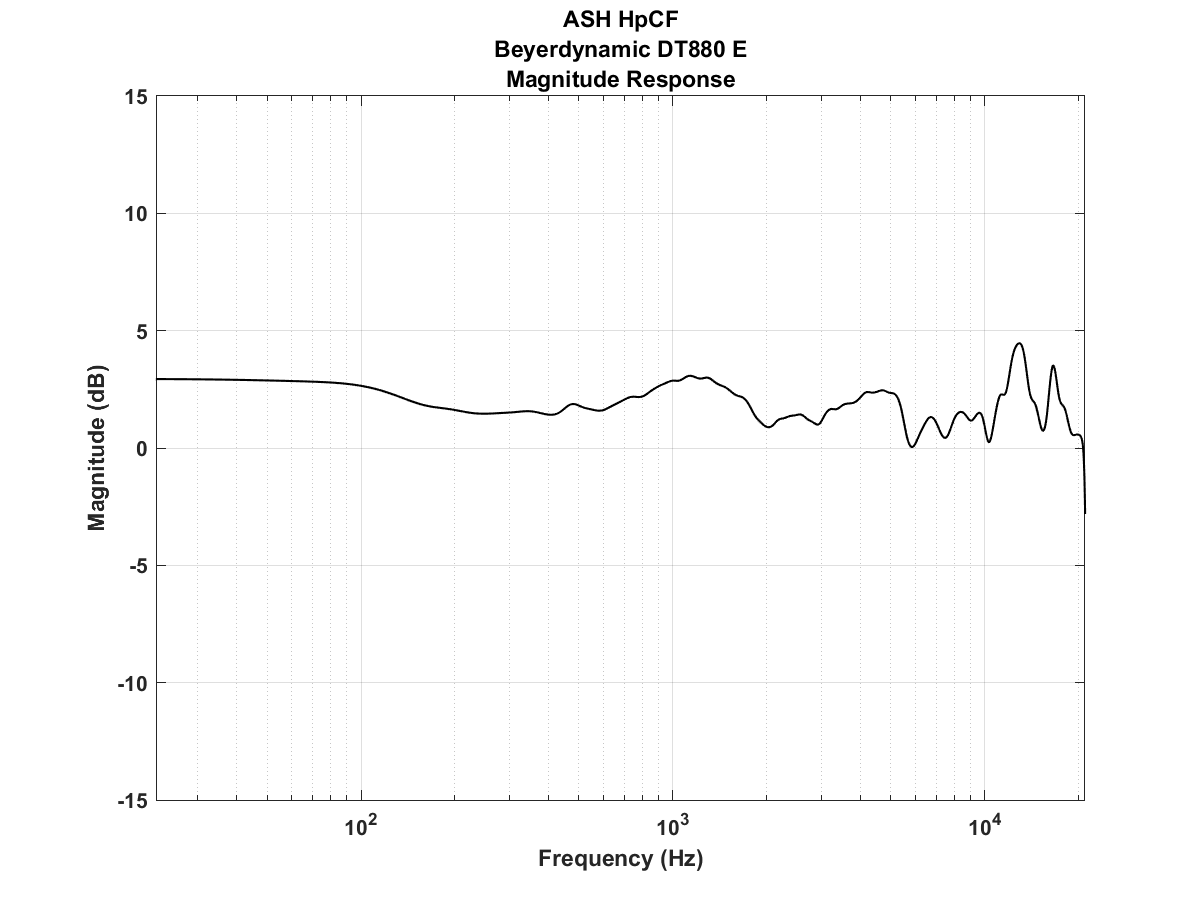 ASH HpCF
Beyerdynamic DT880 E
Magnitude Response
15
10
5
0
-5
-10
-15
Magnitude (dB)
10² 10³ 10⁴
Frequency (Hz)